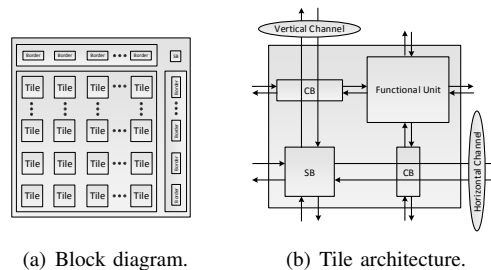 Border Border Border Border SB
Tile Tile Tile Tile Border
Tile Tile Tile Tile Border
Tile Tile Tile Tile Border
Tile Tile Tile Tile Border
(a) Block diagram.
Vertical Channel
CB
Functional Unit
SB
CB
Horizontal Channel
(b) Tile architecture.